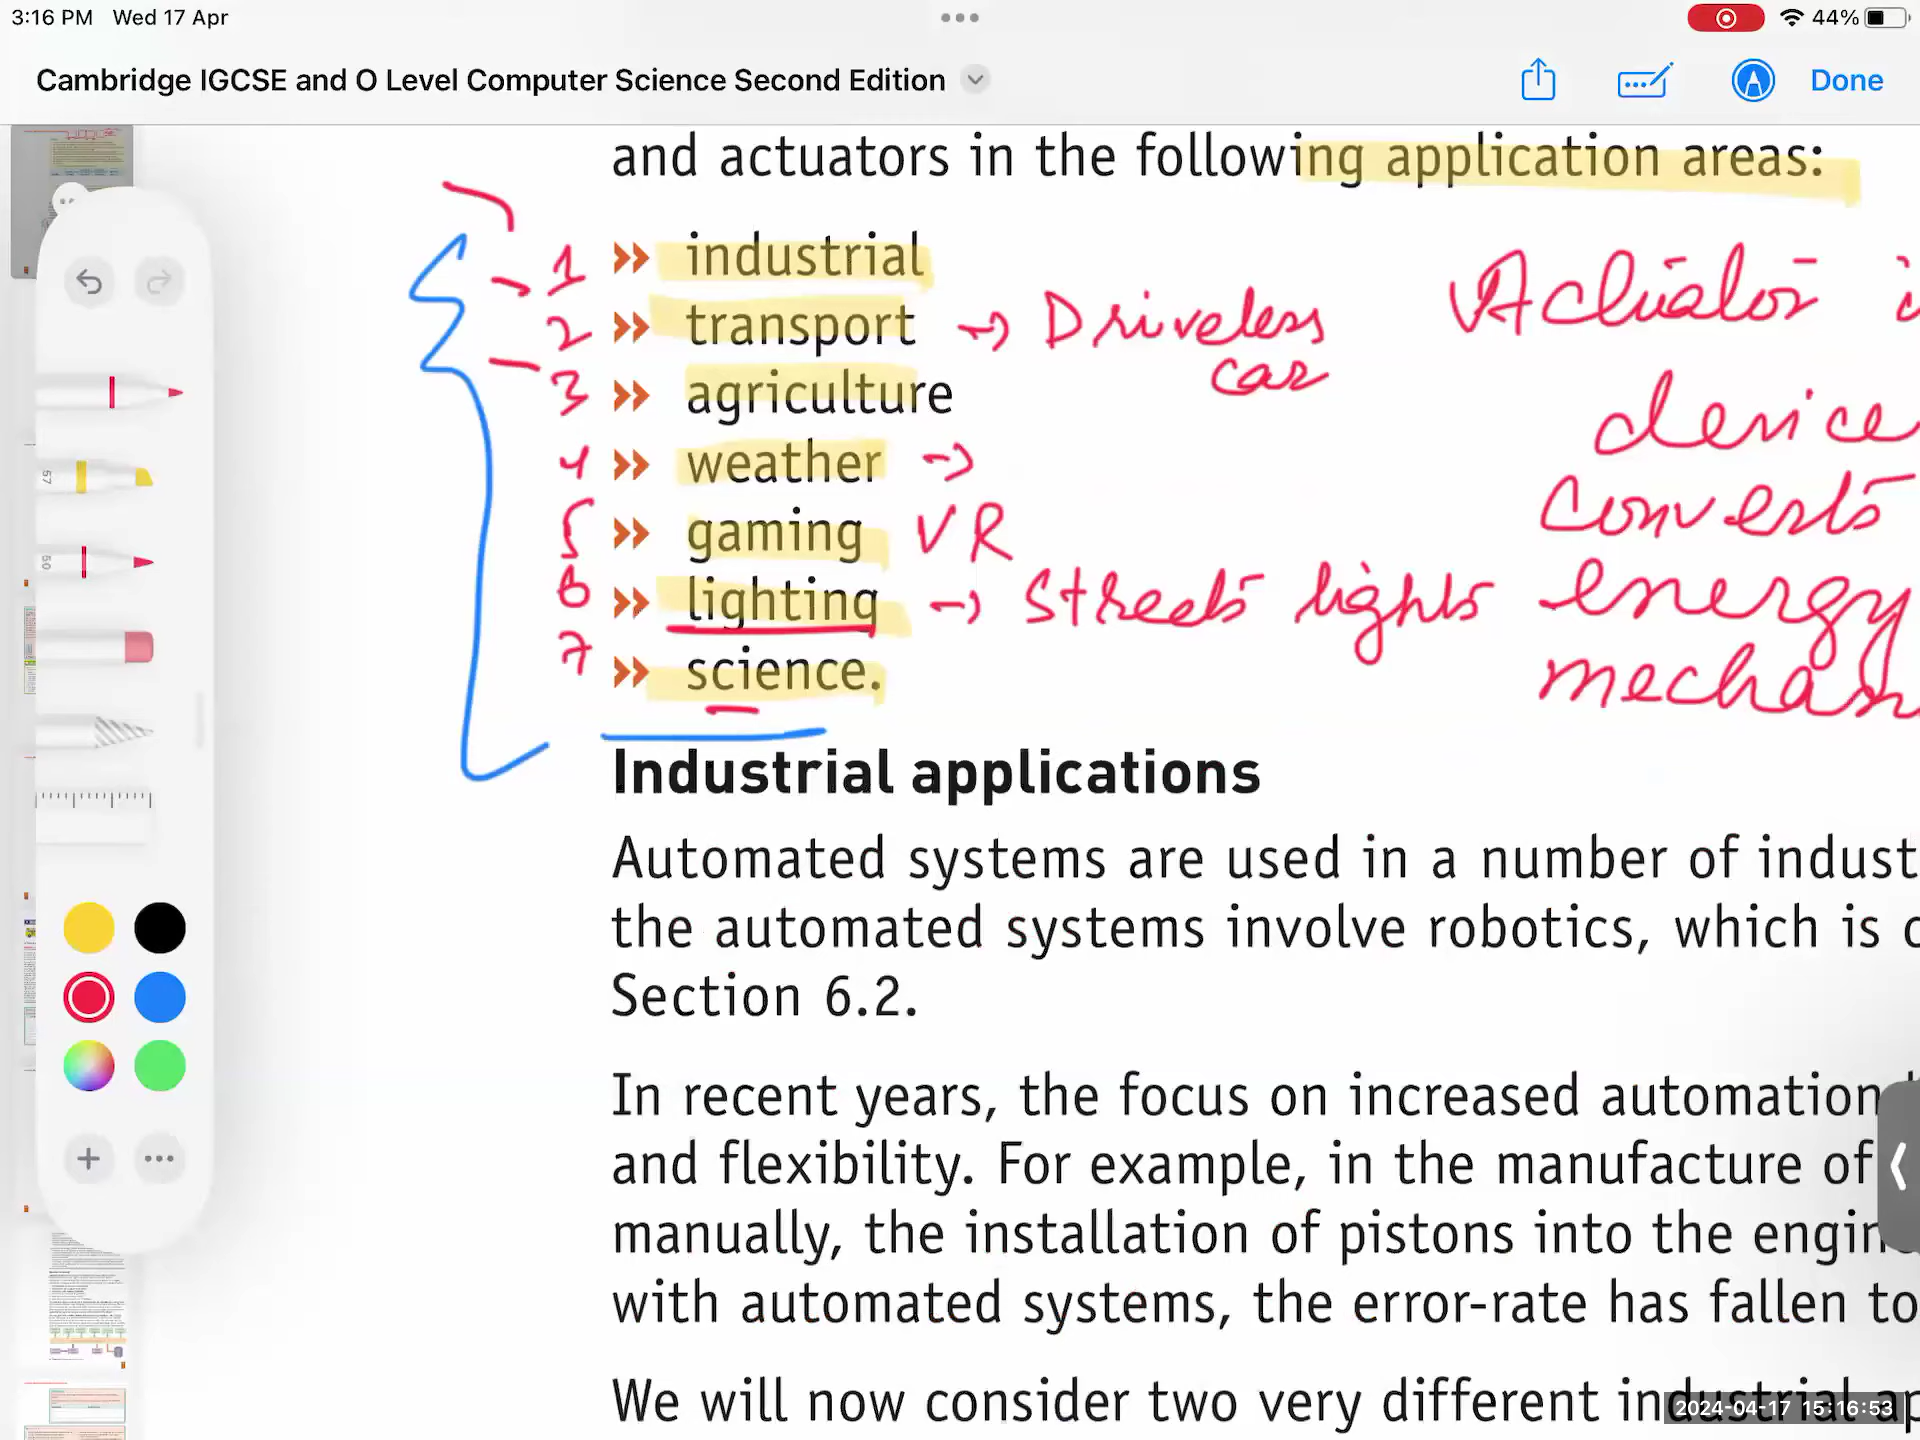 3:16 PM Wed 17 Apr
44%
Cambridge IGCSE and O Level Computer Science Second Edition
Done
and actuators in the following application areas:
1 » industrial
2 » transport → Driveless
car
3 » agriculture
4 » weather →
5 » gaming VR
6 » lighting → Streets lights
7 » science.
Actuator
device
converts
energy
mechan
Industrial applications
Automated systems are used in a number of indust
the automated systems involve robotics, which is
Section 6.2.
In recent years, the focus on increased automation
and flexibility. For example, in the manufacture of
manually, the installation of pistons into the engin
with automated systems, the error-rate has fallen to
We will now consider two very different industrial ap
57
50
2024-04-17 15:16:53